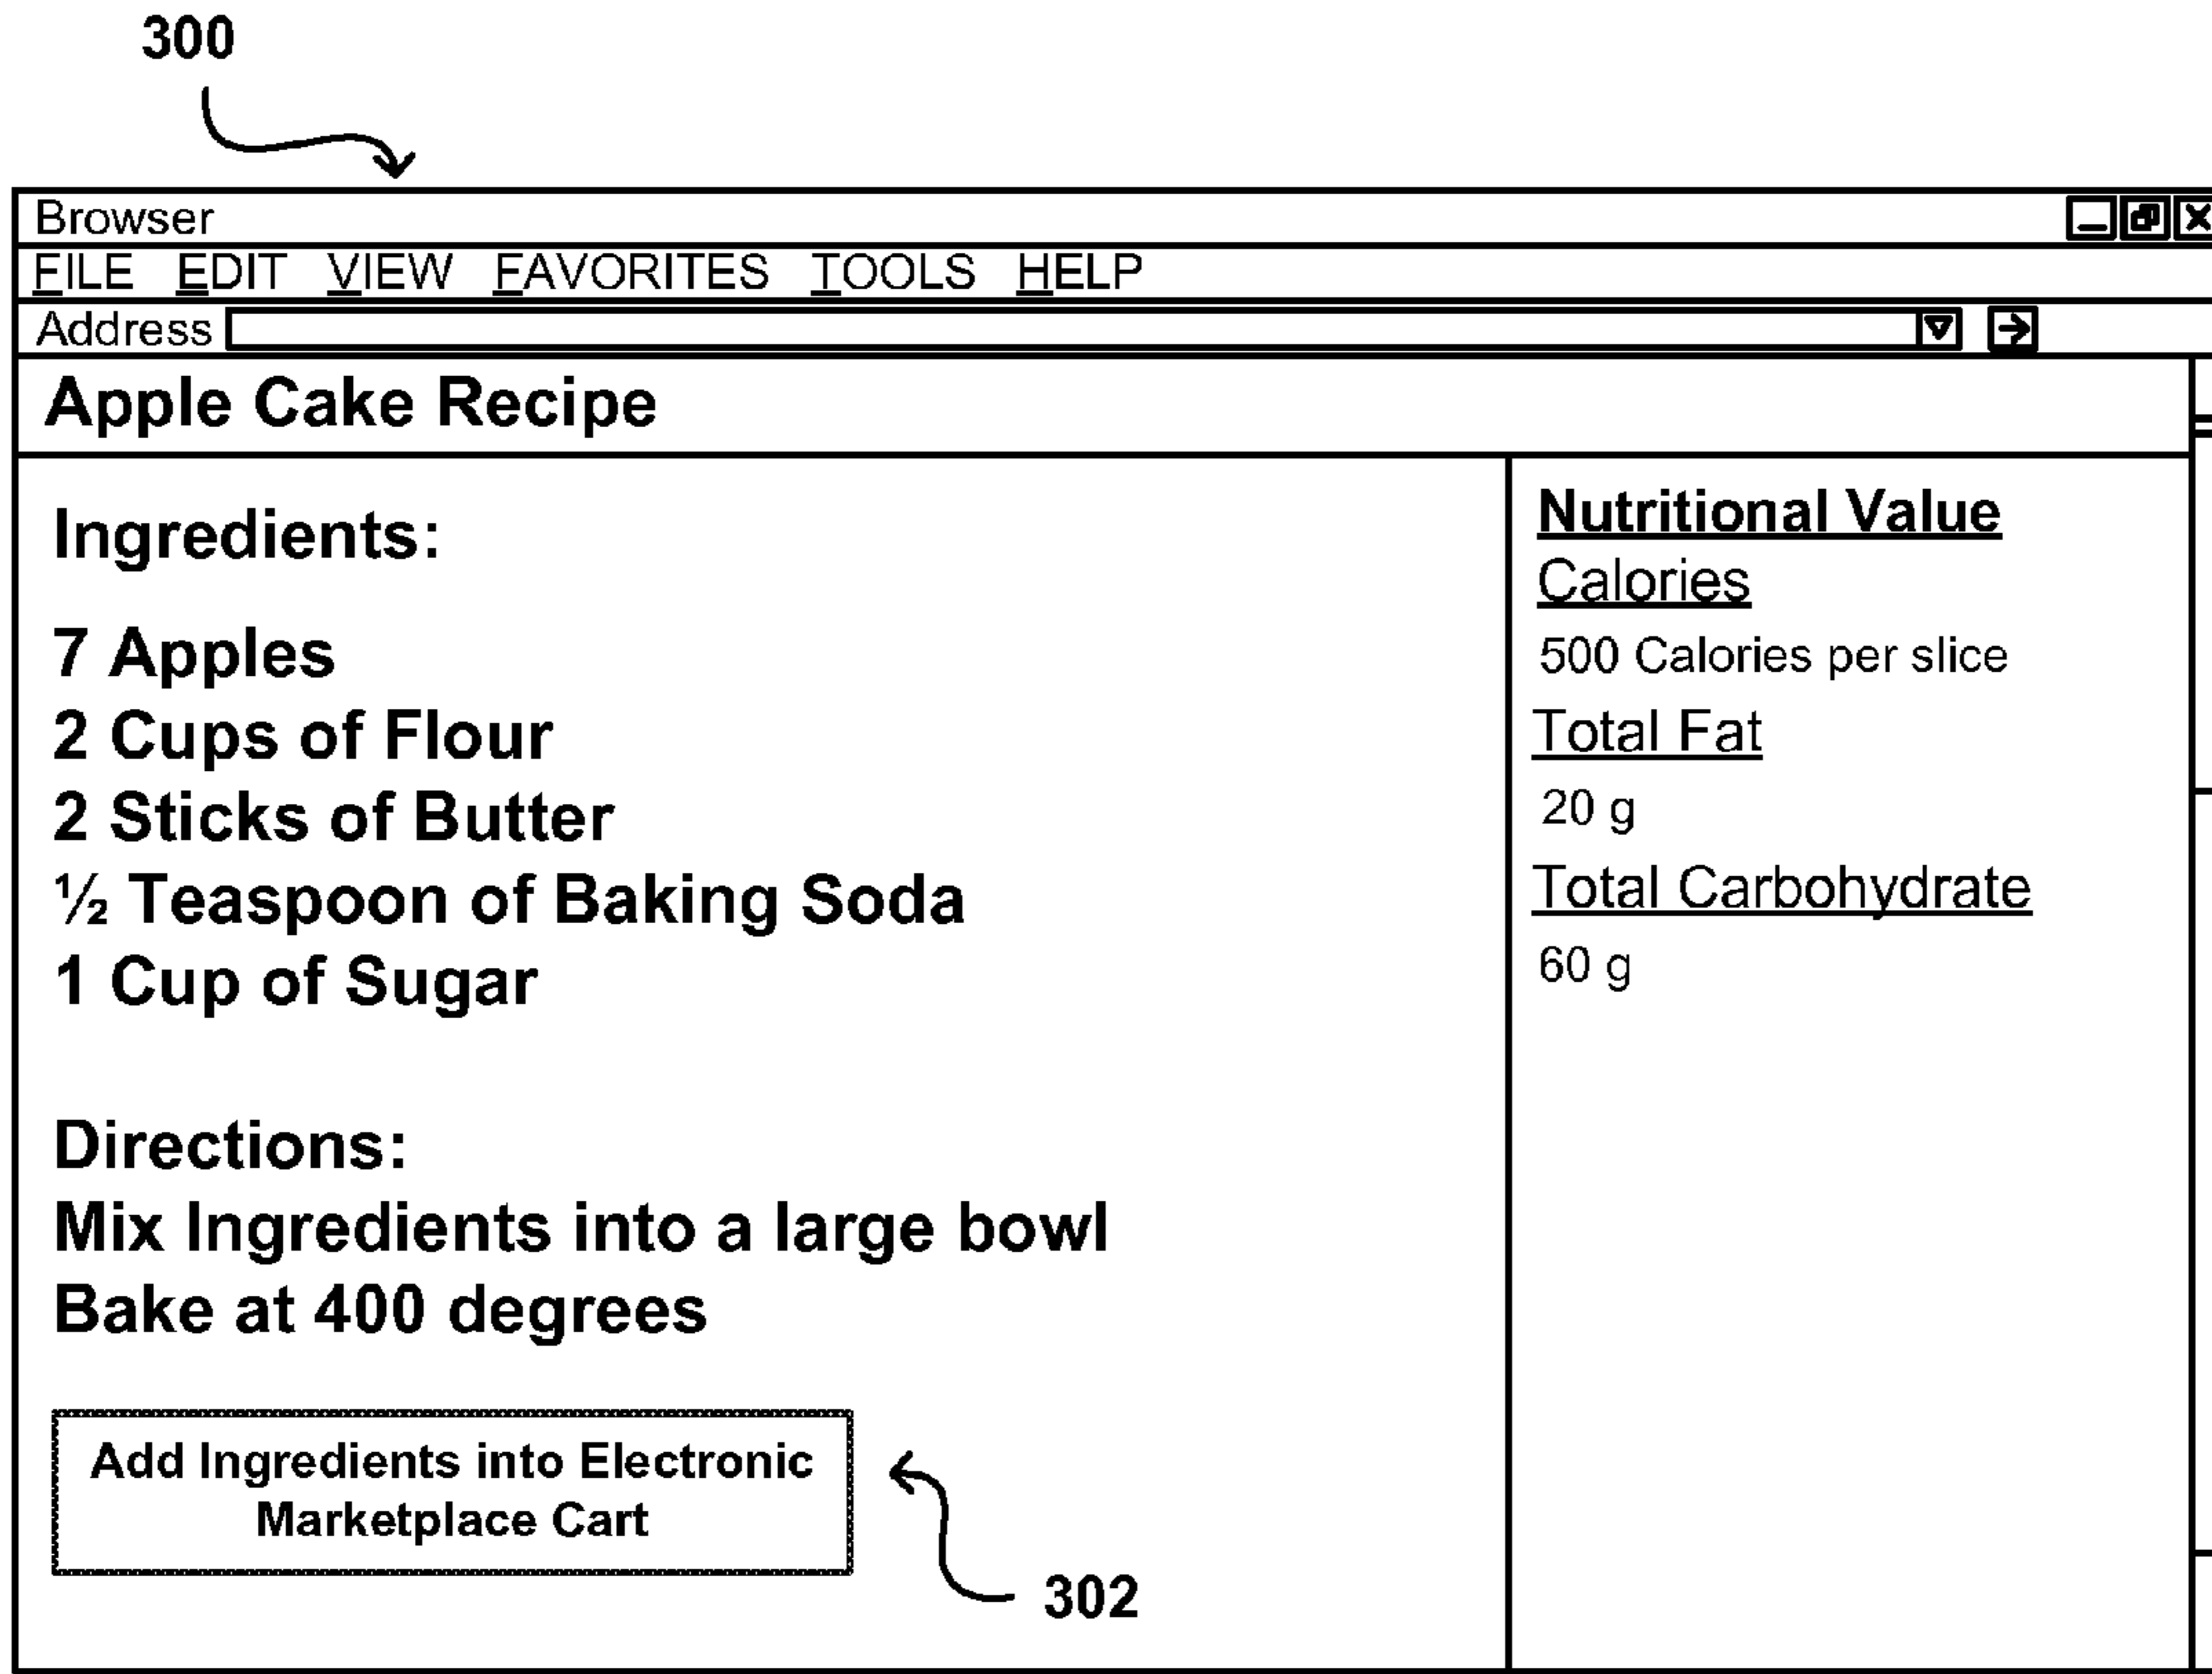 300
Browser
FILE EDIT VIEW FAVORITES TOOLS HELP
Address
Apple Cake Recipe
Ingredients:
7 Apples
2 Cups of Flour
2 Sticks of Butter
½ Teaspoon of Baking Soda
1 Cup of Sugar
Directions:
Mix Ingredients into a large bowl
Bake at 400 degrees
Add Ingredients into Electronic
Marketplace Cart
302
Nutritional Value
Calories
500 Calories per slice
Total Fat
20 g
Total Carbohydrate
60 g